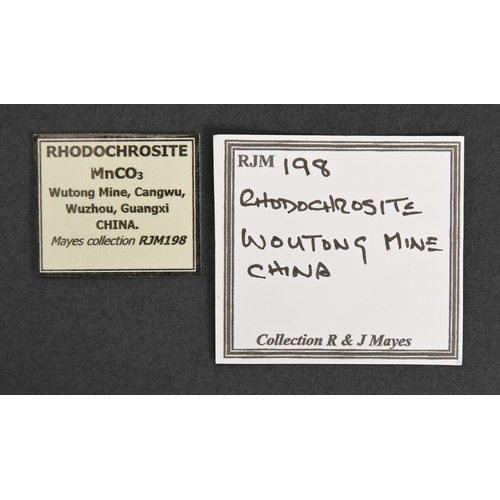 RHODOCHROSITE
MnCO₃
Wutong Mine, Cangwu,
Wuzhou, Guangxi
CHINA.
Mayes collection RJM198
RJM 198
RHODOCHROSITE
WOUTONG MINE
CHINA
Collection R & J Mayes